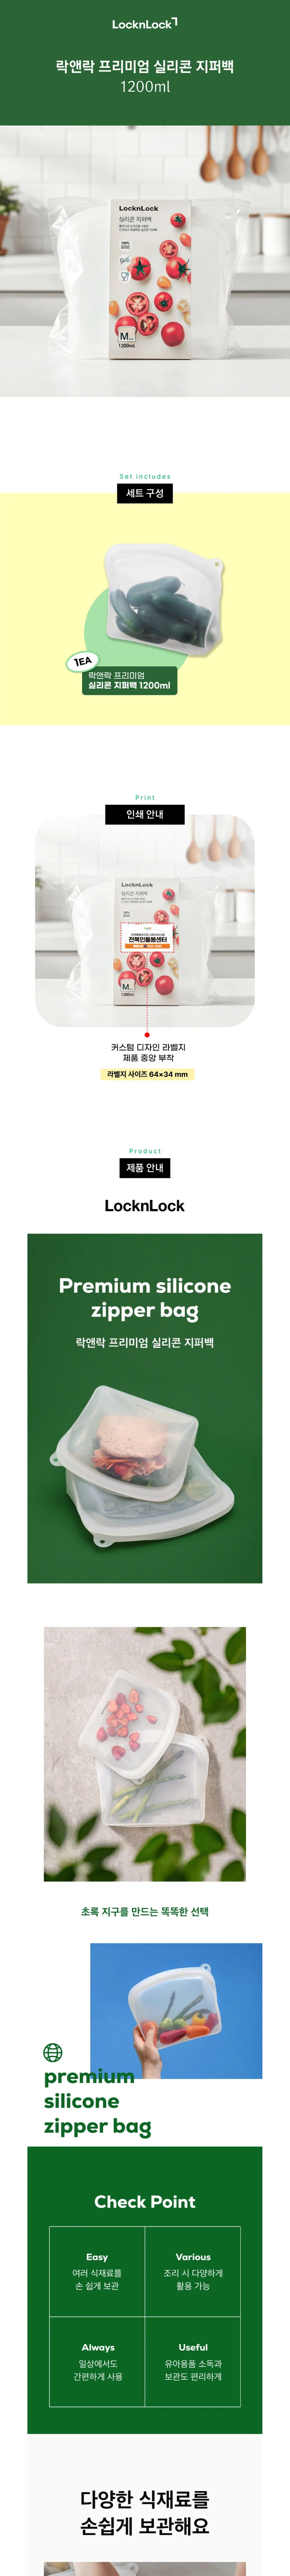 LocknLock
락앤락 프리미엄 실리콘 지퍼백
1200ml
LocknLock
실리콘 지퍼백
M
1200mL
Set includes
세트 구성
1EA
락앤락 프리미엄
실리콘 지퍼백 1200ml
Print
인쇄 안내
LocknLock
실리콘 지퍼백
전북인돌봄센터
M
1200mL
커스텀 디자인 라벨지
제품 중앙 부착
라벨지 사이즈 64×34 mm
Product
제품 안내
LocknLock
Premium silicone
zipper bag
락앤락 프리미엄 실리콘 지퍼백
초록 지구를 만드는 똑똑한 선택
premium
silicone
zipper bag
Check Point
Easy
여러 식재료를
손 쉽게 보관
Various
조리 시 다양하게
활용 가능
Always
일상에서도
간편하게 사용
Useful
유아용품 소독과
보관도 편리하게
다양한 식재료를
손쉽게 보관해요